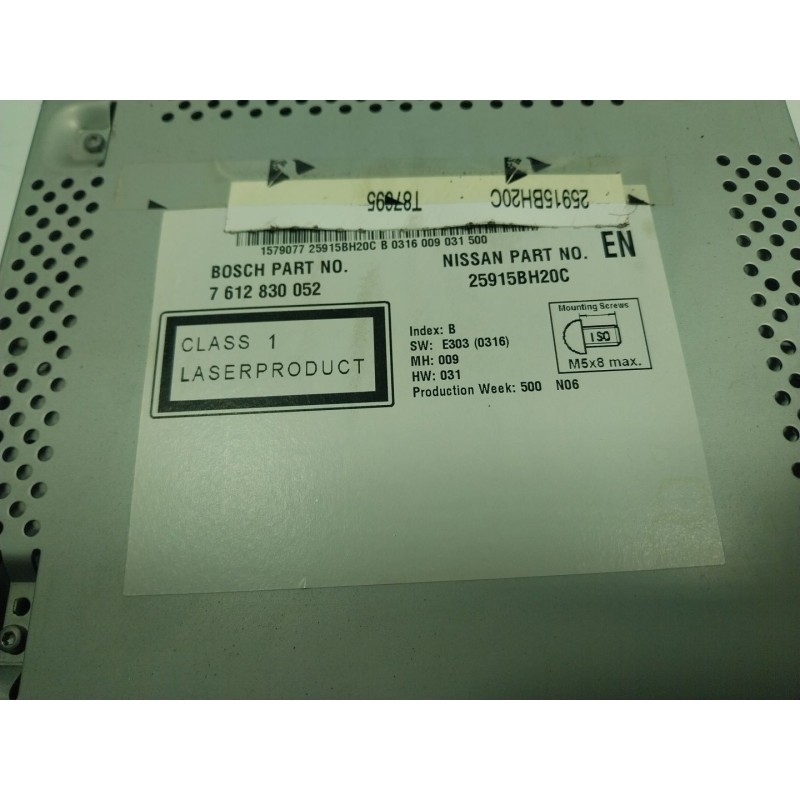 25915BH20C T87095
1579077 25915BH20C B 0316 009 031 500
BOSCH PART NO.
7 612 830 052
NISSAN PART NO.
25915BH20C
EN
CLASS 1
LASERPRODUCT
Index: B
SW: E303 (0316)
MH: 009
HW: 031
Production Week: 500 N06
Mounting Screws
ISO
M5x8 max.